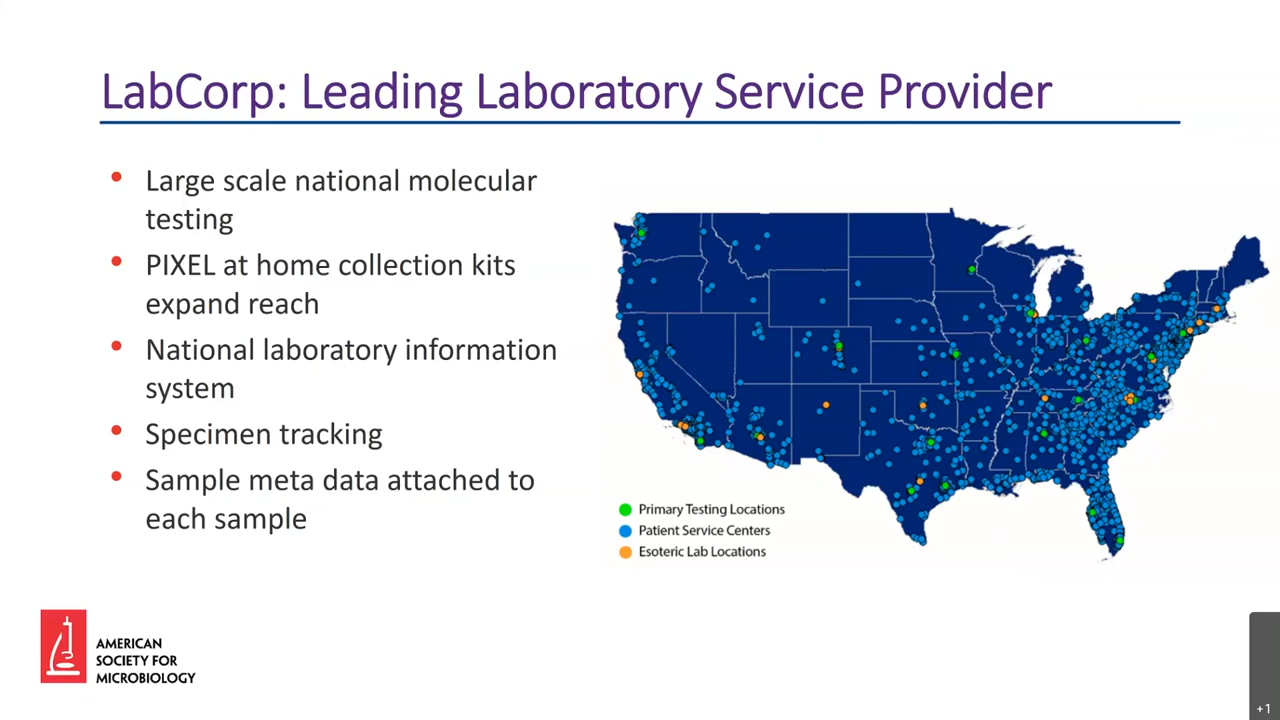 LabCorp: Leading Laboratory Service Provider
Large scale national molecular
testing
PIXEL at home collection kits
expand reach
National laboratory information
system
Specimen tracking
Sample meta data attached to
each sample
Primary Testing Locations
Patient Service Centers
Esoteric Lab Locations
AMERICAN
SOCIETY FOR
MICROBIOLOGY
+1